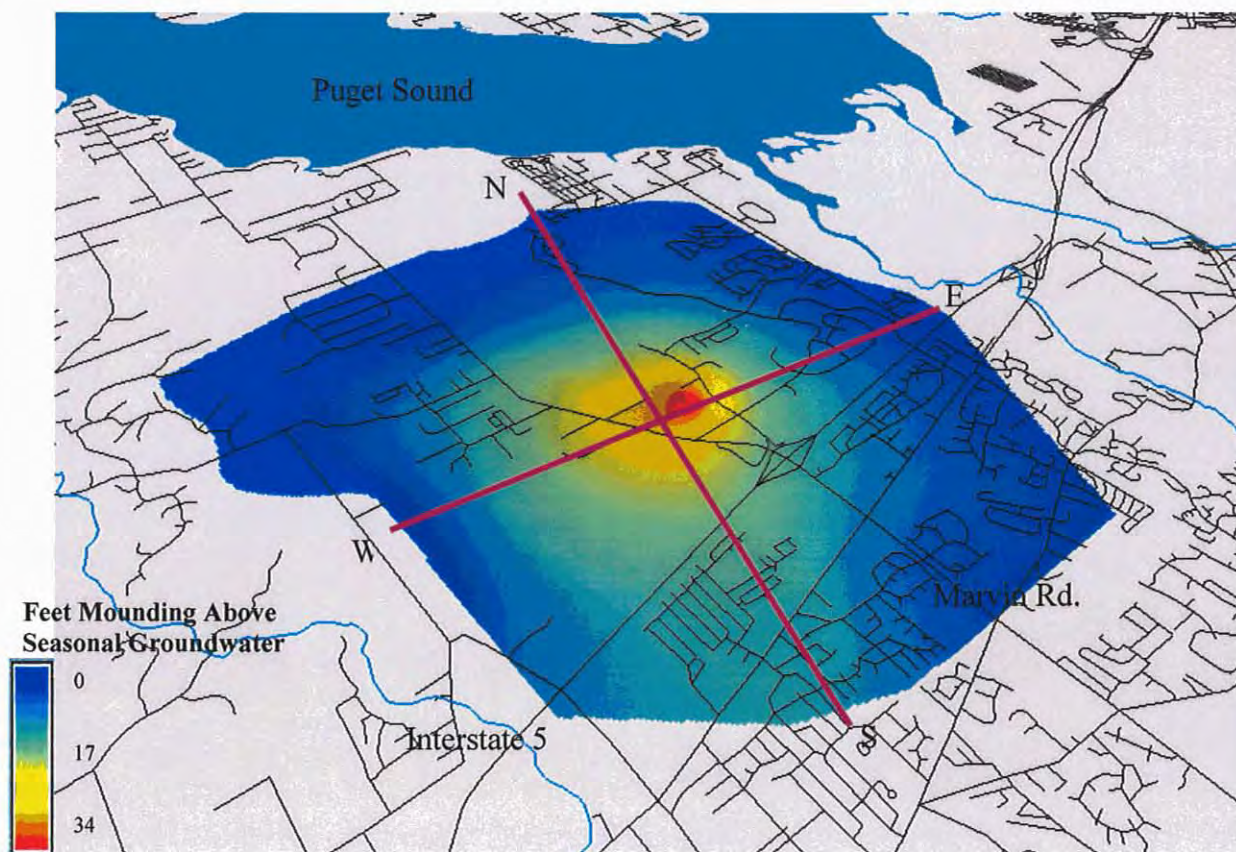 Puget Sound
N
E
W
Marvin Rd.
Feet Mounding Above
Seasonal Groundwater
0
17
34
Interstate 5
S